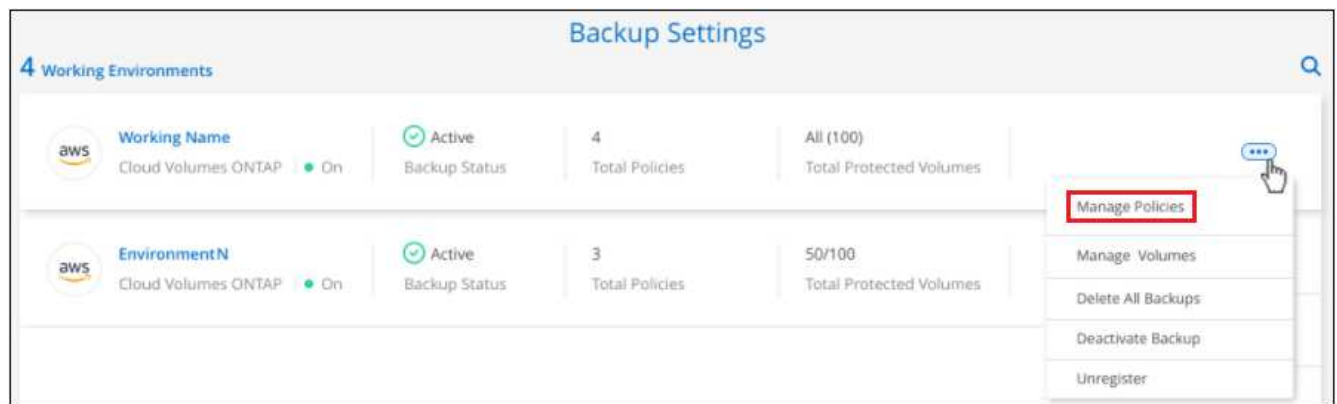 Backup Settings
4 Working Environments
aws
Working Name
Cloud Volumes ONTAP
On
Active
Backup Status
4
Total Policies
All (100)
Total Protected Volumes
Manage Policies
Manage Volumes
Delete All Backups
Deactivate Backup
Unregister
aws
EnvironmentN
Cloud Volumes ONTAP
On
Active
Backup Status
3
Total Policies
50/100
Total Protected Volumes